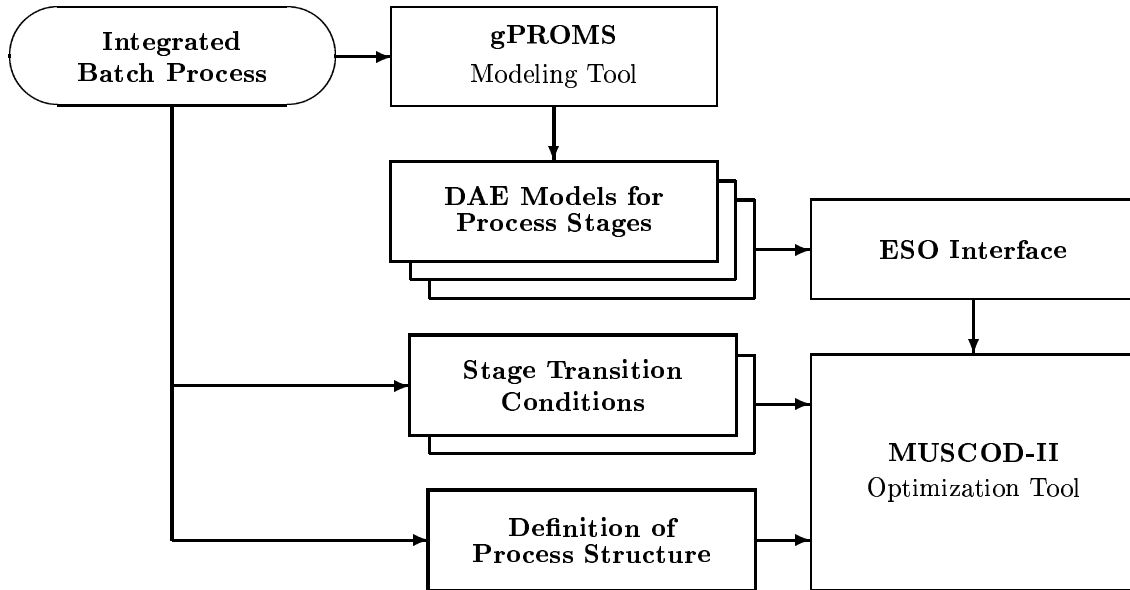 Integrated
Batch Process
gPROMS
Modeling Tool
DAE Models for
Process Stages
ESO Interface
Stage Transition
Conditions
MUSCOD-II
Optimization Tool
Definition of
Process Structure